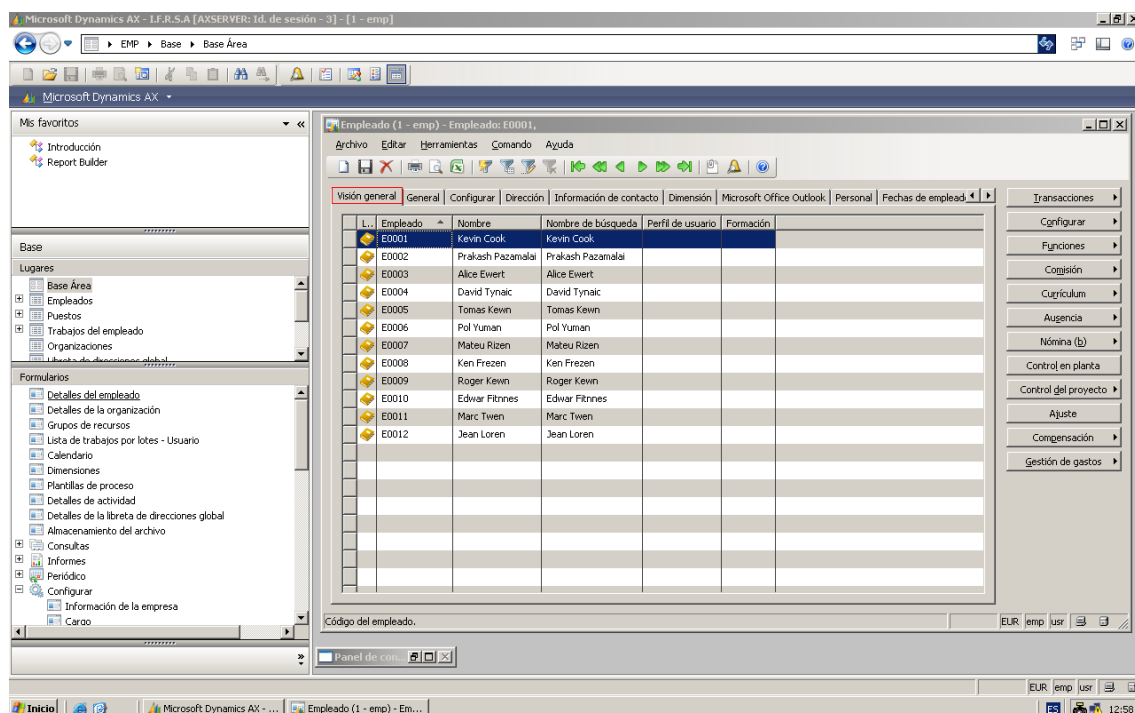 Microsoft Dynamics AX - I.F.R.S.A [AXSERVER: Id. de sesión - 3] - [1 - emp]
EMP ▸ Base ▸ Base Área
Microsoft Dynamics AX
Mis favoritos
Introducción
Report Builder
Base
Lugares
Base Área
Empleados
Puestos
Trabajos del empleado
Organizaciones
Libreta de direcciones global
Formularios
Detalles del empleado
Detalles de la organización
Grupos de recursos
Lista de trabajos por lotes - Usuario
Calendario
Dimensiones
Plantillas de proceso
Detalles de actividad
Detalles de la libreta de direcciones global
Almacenamiento del archivo
Consultas
Informes
Periódico
Configurar
Información de la empresa
Cargo
Empleado (1 - emp) - Empleado: E0001,
Archivo Editar Herramientas Comando Ayuda
Visión general General Configurar Dirección Información de contacto Dimensión Microsoft Office Outlook Personal Fechas de emplead
L.. Empleado Nombre Nombre de búsqueda Perfil de usuario Formación
E0001 Kevin Cook Kevin Cook
E0002 Prakash Pazamalai Prakash Pazamalai
E0003 Alice Ewert Alice Ewert
E0004 David Tynaic David Tynaic
E0005 Tomas Kewn Tomas Kewn
E0006 Pol Yuman Pol Yuman
E0007 Mateu Rizen Mateu Rizen
E0008 Ken Frezen Ken Frezen
E0009 Roger Kewn Roger Kewn
E0010 Edwar Fitnnes Edwar Fitnnes
E0011 Marc Twen Marc Twen
E0012 Jean Loren Jean Loren
Transacciones
Configurar
Funciones
Comisión
Currículum
Ausencia
Nómina (b)
Control en planta
Control del proyecto
Ajuste
Compensación
Gestión de gastos
Código del empleado.
EUR emp usr
Panel de con...
EUR emp usr
Inicio Microsoft Dynamics AX - ... Empleado (1 - emp) - Em... ES 12:58